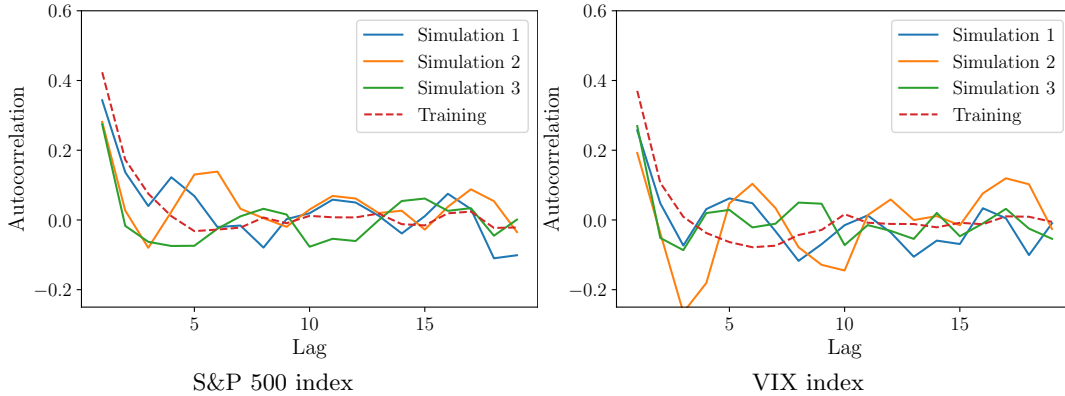 0.6
0.4
0.2
0.0
−0.2
Autocorrelation
5
10
15
Lag
Simulation 1
Simulation 2
Simulation 3
Training
S&P 500 index
0.6
0.4
0.2
0.0
−0.2
Autocorrelation
5
10
15
Lag
Simulation 1
Simulation 2
Simulation 3
Training
VIX index